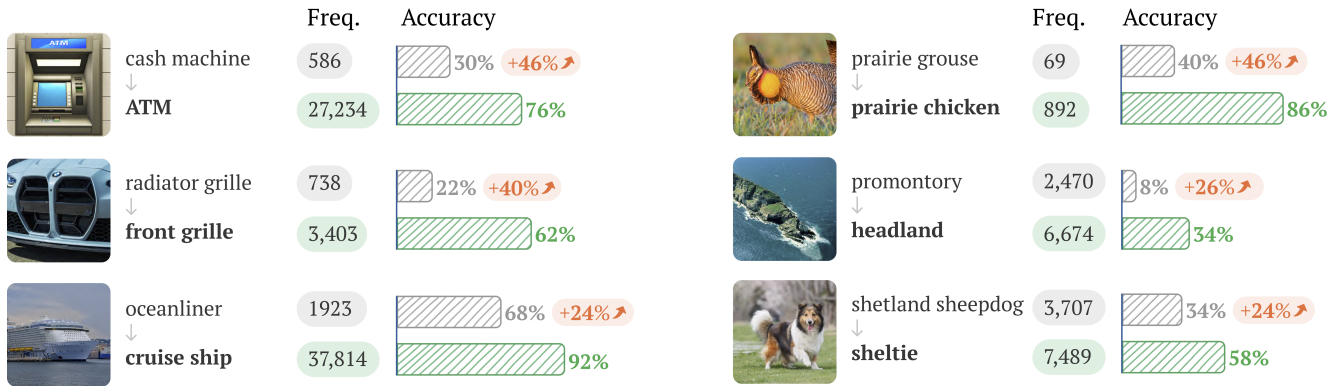 Freq. Accuracy
ATM
cash machine 586 30% +46%
ATM 27,234 76%
radiator grille 738 22% +40%
front grille 3,403 62%
oceanliner 1923 68% +24%
cruise ship 37,814 92%
Freq. Accuracy
prairie grouse 69 40% +46%
prairie chicken 892 86%
promontory 2,470 8% +26%
headland 6,674 34%
shetland sheepdog 3,707 34% +24%
sheltie 7,489 58%